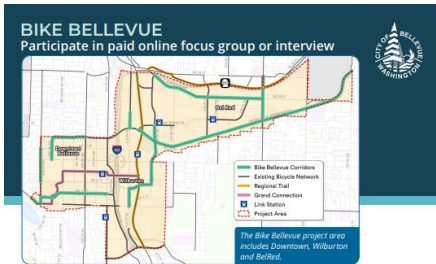 BIKE BELLEVUE
Participate in paid online focus group or interview
CITY OF BELLEVUE
WASHINGTON
Bel Red
Downtown
Bellevue
Wilburton
Bike Bellevue Corridors
Existing Bicycle Network
Regional Trail
Grand Connection
Link Station
Project Area
The Bike Bellevue project area
includes Downtown, Wilburton
and BelRed.